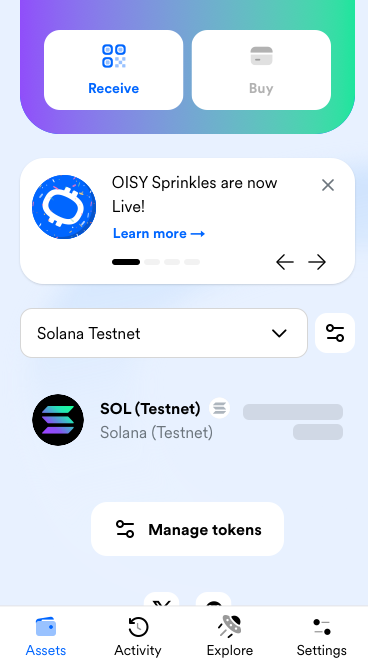 Receive
Buy
OISY Sprinkles are now
Live!
Learn more →
Solana Testnet
SOL (Testnet)
Solana (Testnet)
Manage tokens
Assets
Activity
Explore
Settings